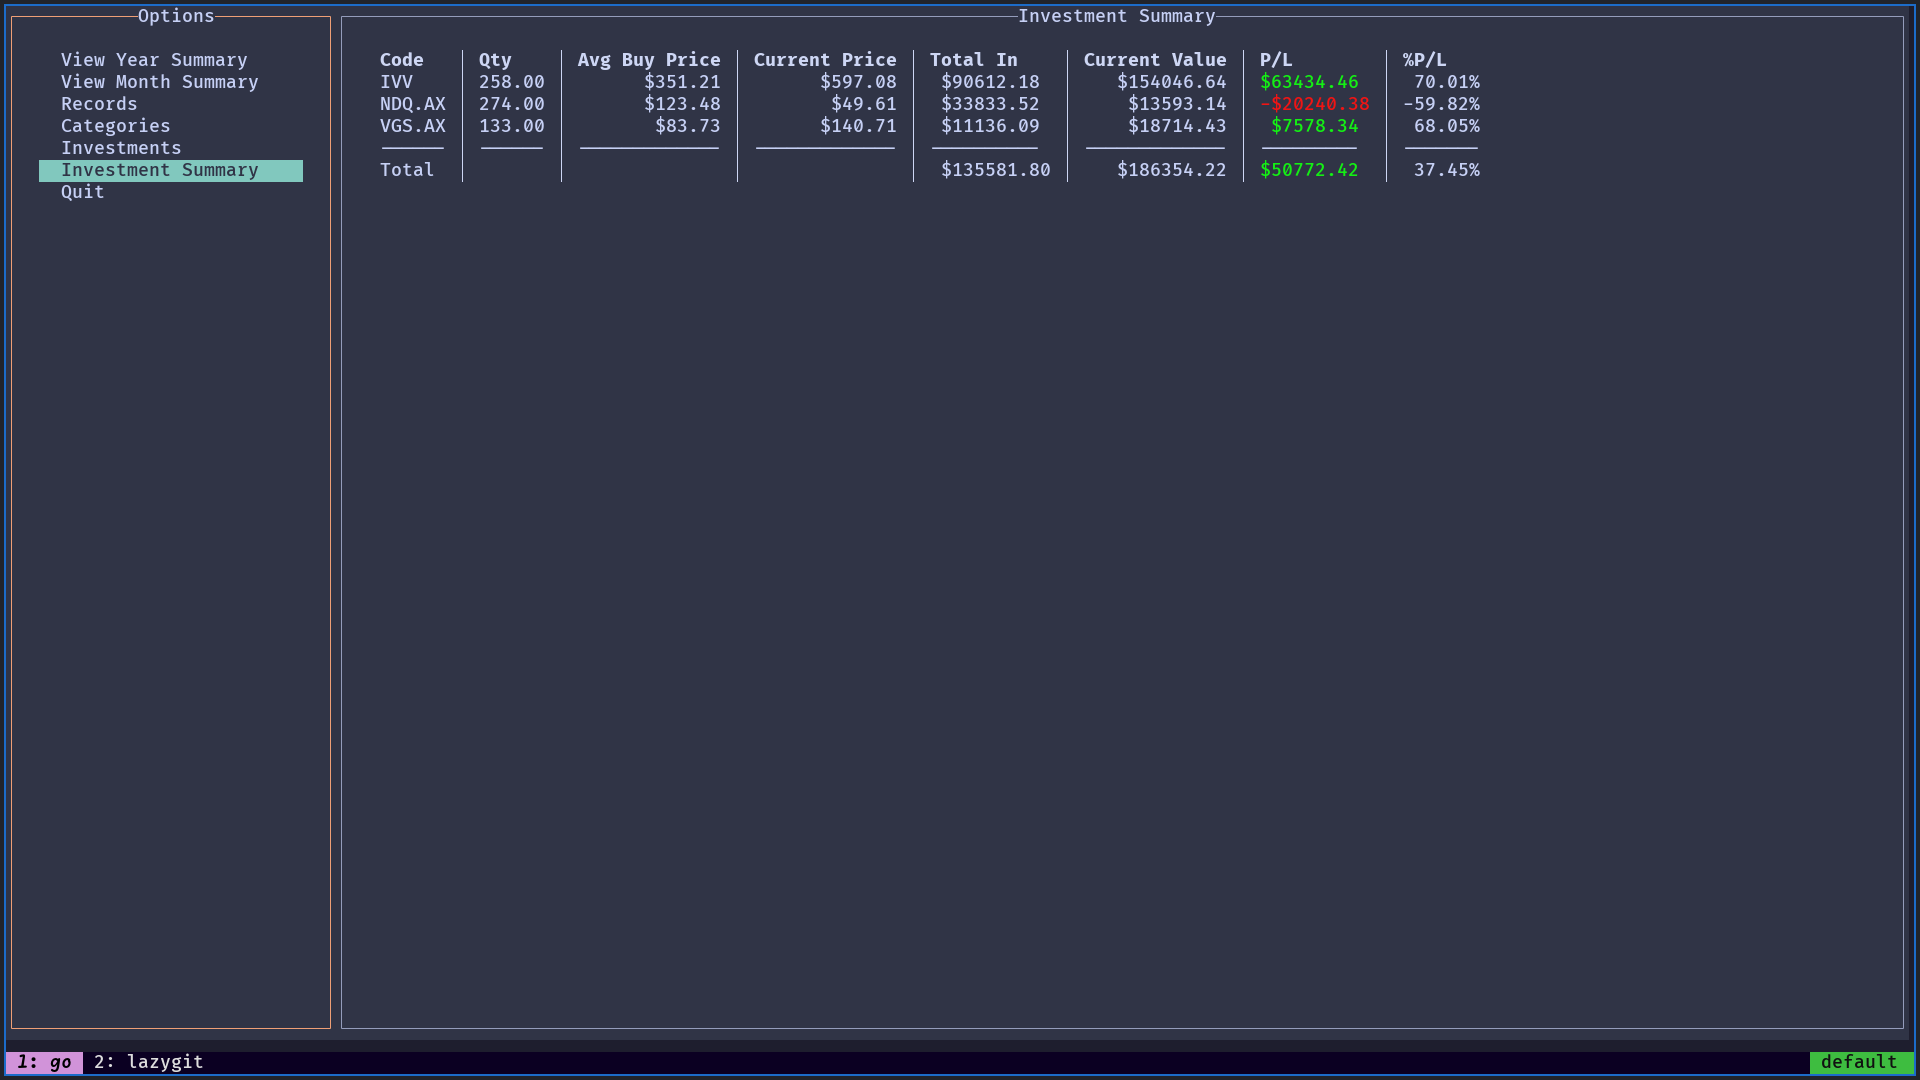 Options
View Year Summary
View Month Summary
Records
Categories
Investments
Investment Summary
Quit
Investment Summary
Code Qty Avg Buy Price Current Price Total In Current Value P/L %P/L
IVV 258.00 $351.21 $597.08 $90612.18 $154046.64 $63434.46 70.01%
NDQ.AX 274.00 $123.48 $49.61 $33833.52 $13593.14 -$20240.38 -59.82%
VGS.AX 133.00 $83.73 $140.71 $11136.09 $18714.43 $7578.34 68.05%
Total $135581.80 $186354.22 $50772.42 37.45%
1: go 2: lazygit default